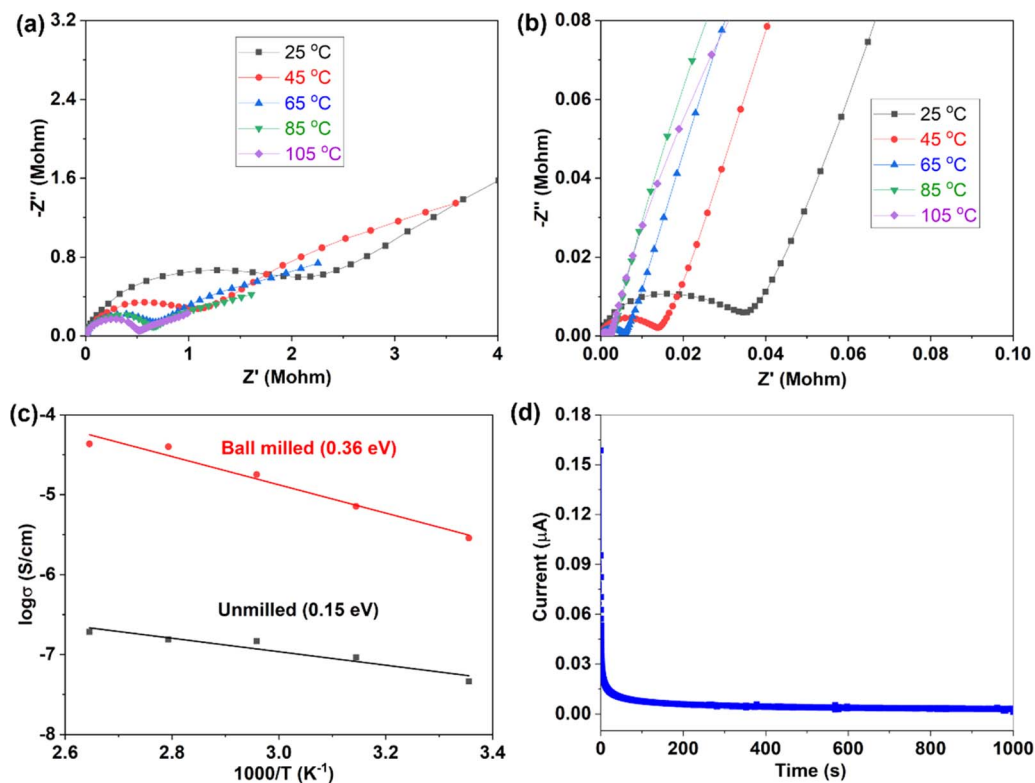 (a)
3.2
2.4
1.6
0.8
0.0
-Z'' (Mohm)
25 °C
45 °C
65 °C
85 °C
105 °C
0 1 2 3 4
Z' (Mohm)
(b)
0.08
0.06
0.04
0.02
0.00
-Z'' (Mohm)
25 °C
45 °C
65 °C
85 °C
105 °C
0.00 0.02 0.04 0.06 0.08 0.10
Z' (Mohm)
(c)
-4
-5
-6
-7
-8
logσ (S/cm)
Ball milled (0.36 eV)
Unmilled (0.15 eV)
2.6 2.8 3.0 3.2 3.4
1000/T (K⁻¹)
(d)
0.18
0.15
0.12
0.09
0.06
0.03
0.00
Current (μA)
0 200 400 600 800 1000
Time (s)